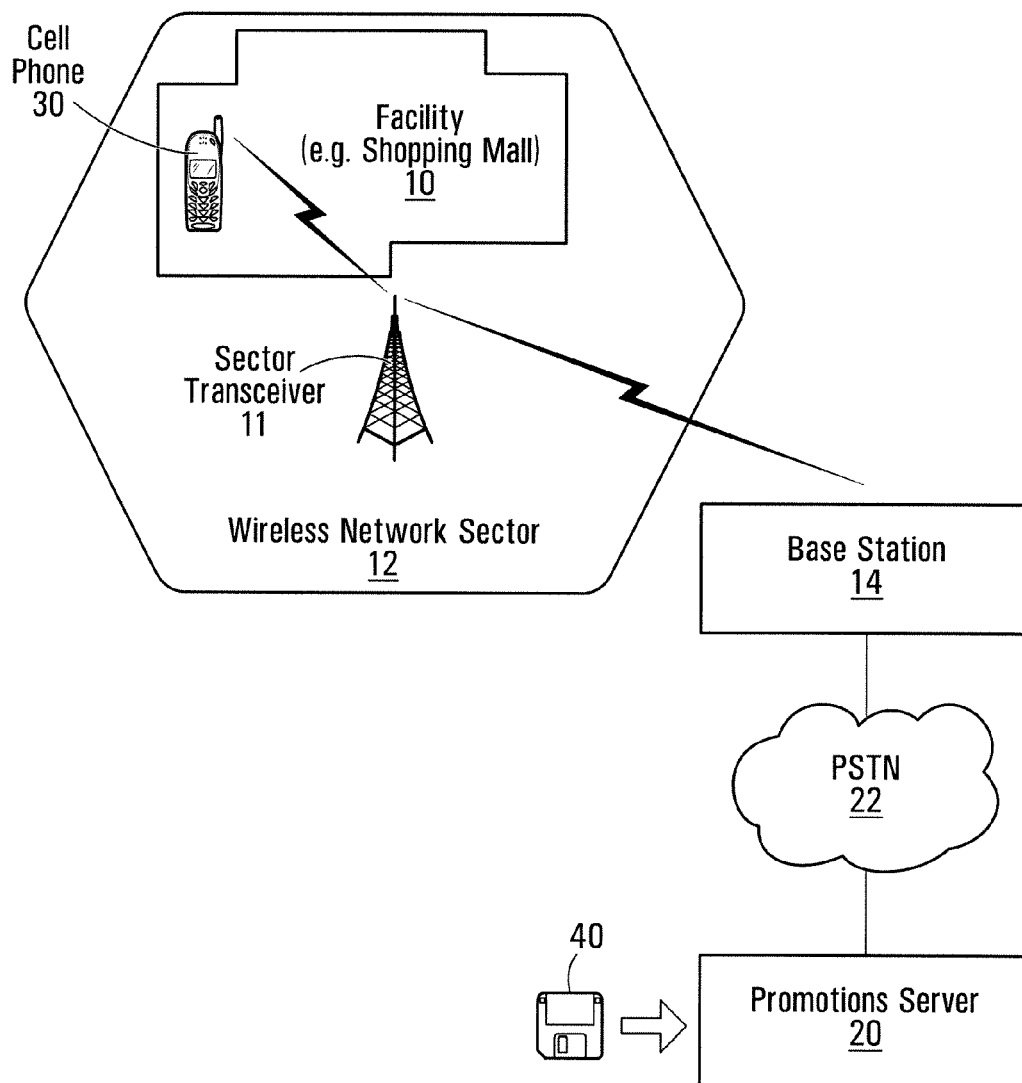 Cell
Phone
30
Facility
(e.g. Shopping Mall)
10
Sector
Transceiver
11
Wireless Network Sector
12
Base Station
14
PSTN
22
40
Promotions Server
20